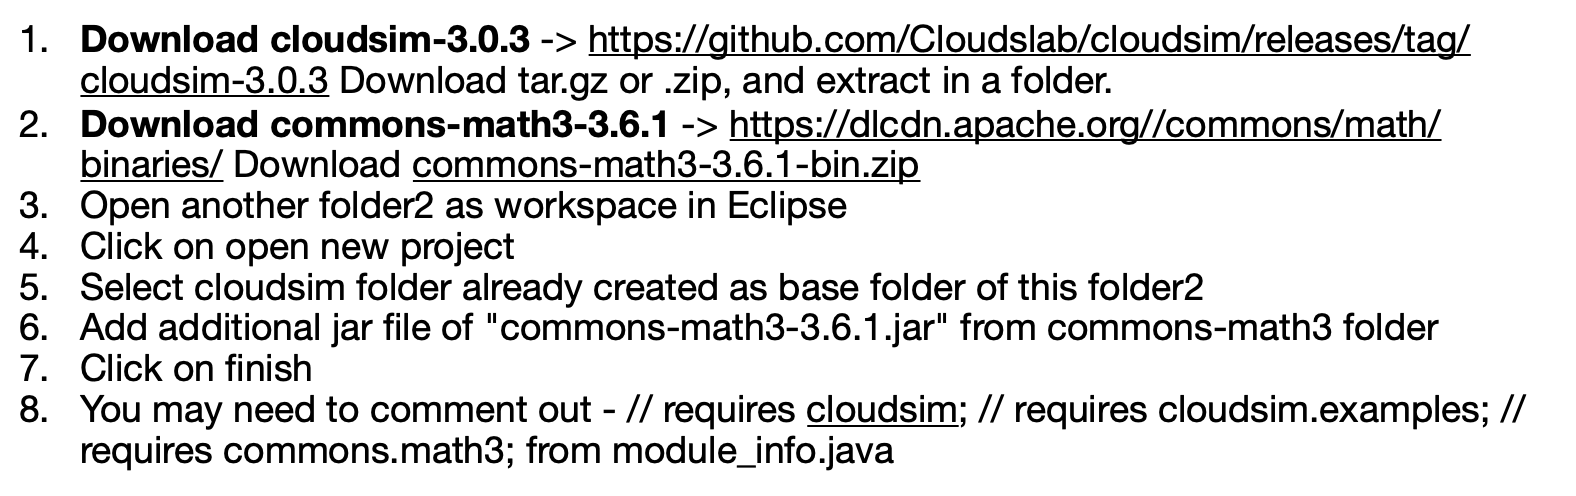 1. Download cloudsim-3.0.3 -> https://github.com/Cloudslab/cloudsim/releases/tag/
cloudsim-3.0.3 Download tar.gz or .zip, and extract in a folder.
2. Download commons-math3-3.6.1 -> https://dlcdn.apache.org//commons/math/
binaries/ Download commons-math3-3.6.1-bin.zip
3. Open another folder2 as workspace in Eclipse
4. Click on open new project
5. Select cloudsim folder already created as base folder of this folder2
6. Add additional jar file of "commons-math3-3.6.1.jar" from commons-math3 folder
7. Click on finish
8. You may need to comment out - // requires cloudsim; // requires cloudsim.examples; //
requires commons.math3; from module_info.java